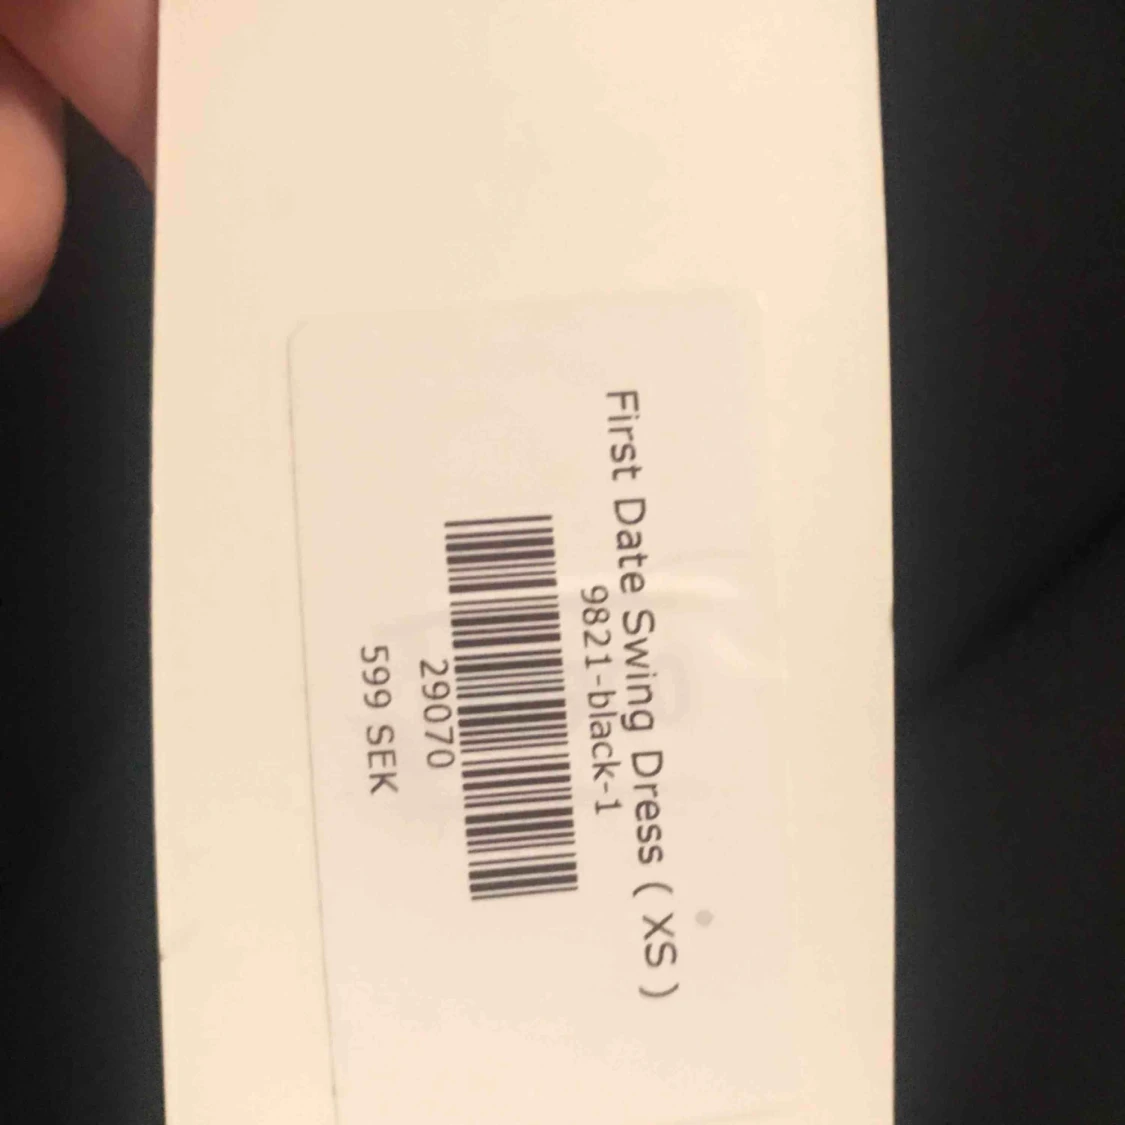 First Date Swing Dress ( XS )
9821-black-1
29070
599 SEK